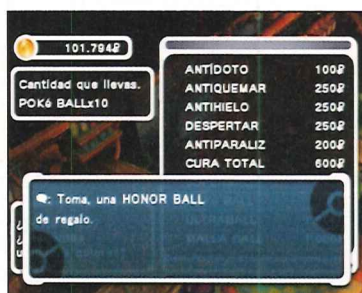 101.794₽
Cantidad que llevas.
POKé BALLx10
ANTÍDOTO 100₽
ANTIQUEMAR 250₽
ANTIHIELO 250₽
DESPERTAR 250₽
ANTIPARALIZ 200₽
CURA TOTAL 600₽
: Toma, una HONOR BALL
de regalo.